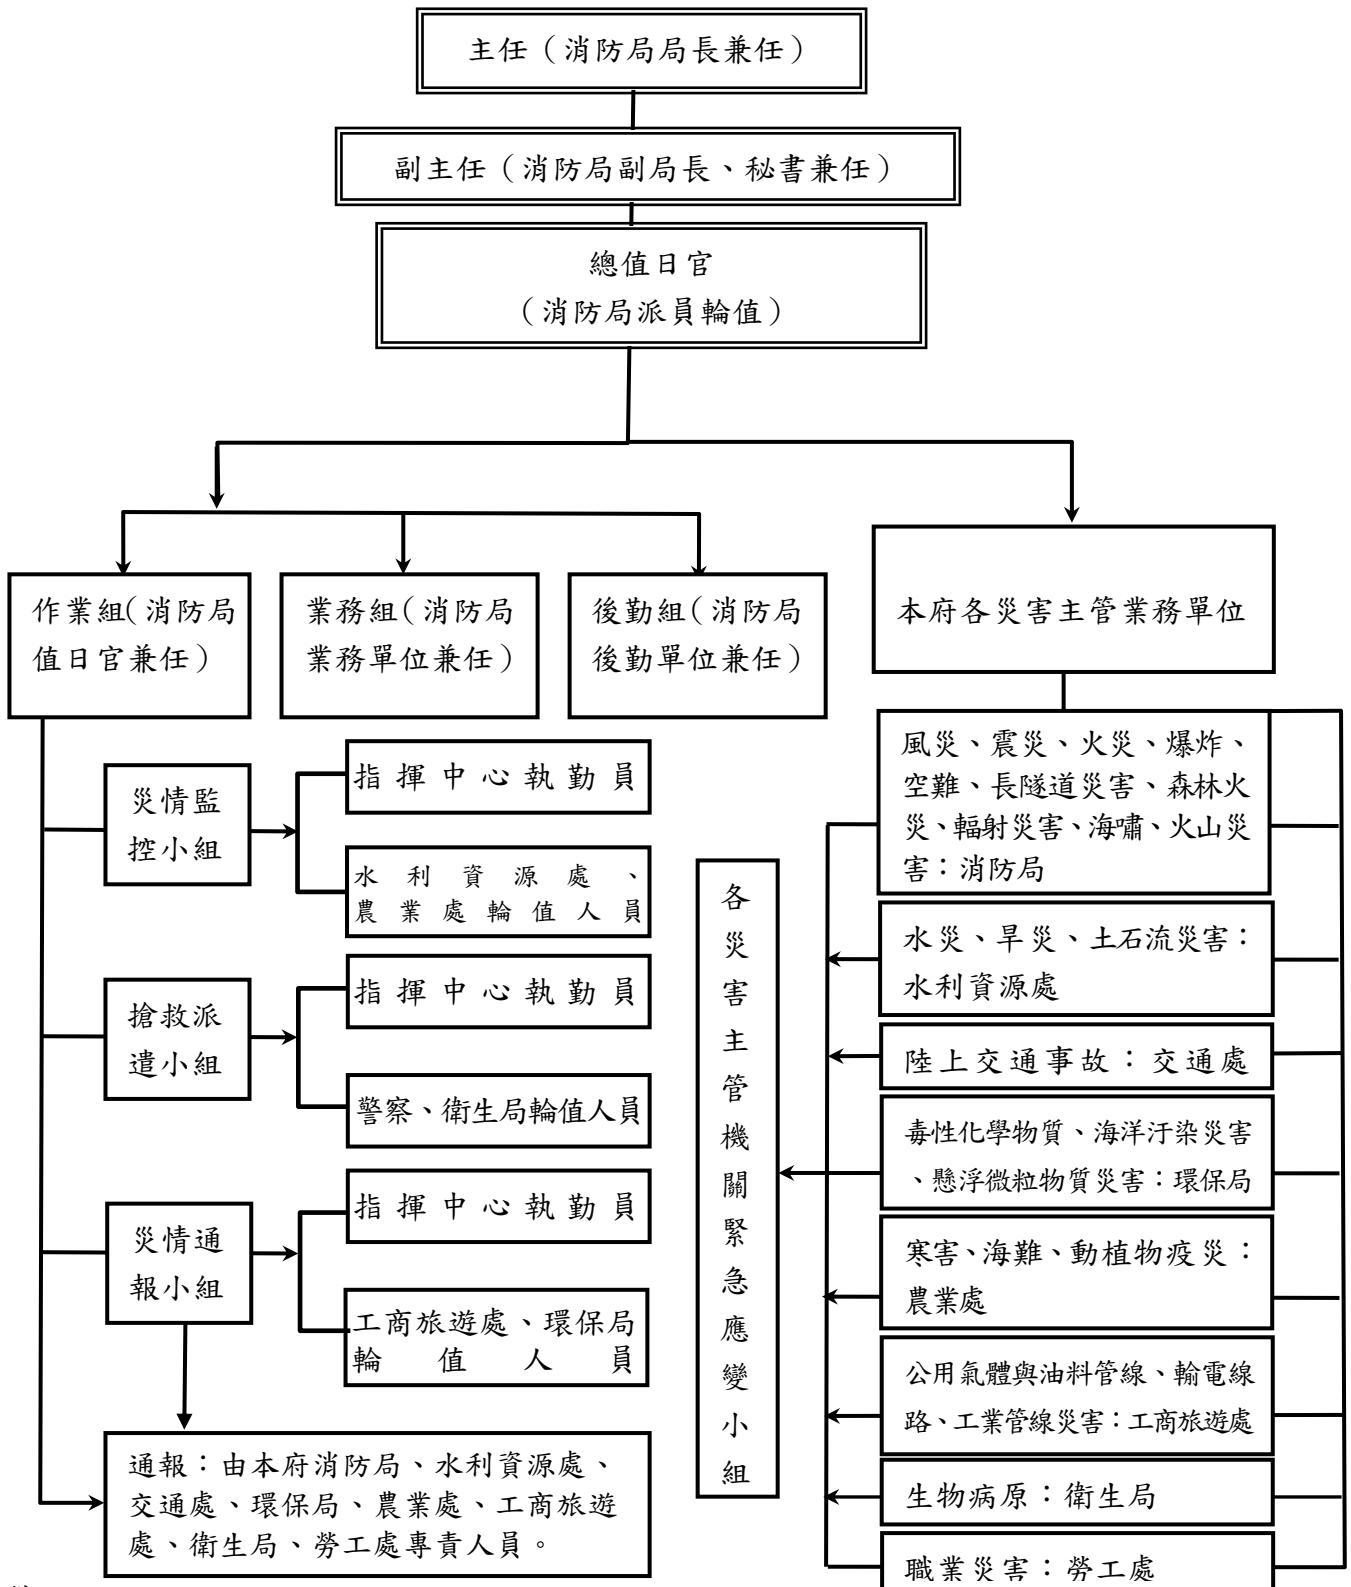 主任（消防局局長兼任）
副主任（消防局副局長、秘書兼任）
總值日官
（消防局派員輪值）
作業組（消防局
值日官兼任）
業務組（消防局
業務單位兼任）
後勤組（消防局
後勤單位兼任）
本府各災害主管業務單位
災情監
控小組
指揮中心執勤員
水利資源處、
農業處輪值人員
搶救派
遣小組
指揮中心執勤員
警察、衛生局輪值人員
災情通
報小組
指揮中心執勤員
工商旅遊處、環保局
輪值人員
通報：由本府消防局、水利資源處、
交通處、環保局、農業處、工商旅遊
處、衛生局、勞工處專責人員。
各
災
害
主
管
機
關
緊
急
應
變
小
組
風災、震災、火災、爆炸、
空難、長隧道災害、森林火
災、輻射災害、海嘯、火山災
害：消防局
水災、旱災、土石流災害：
水利資源處
陸上交通事故：交通處
毒性化學物質、海洋汙染災害
、懸浮微粒物質災害：環保局
寒害、海難、動植物疫災：
農業處
公用氣體與油料管線、輸電線
路、工業管線災害：工商旅遊處
生物病原：衛生局
職業災害：勞工處